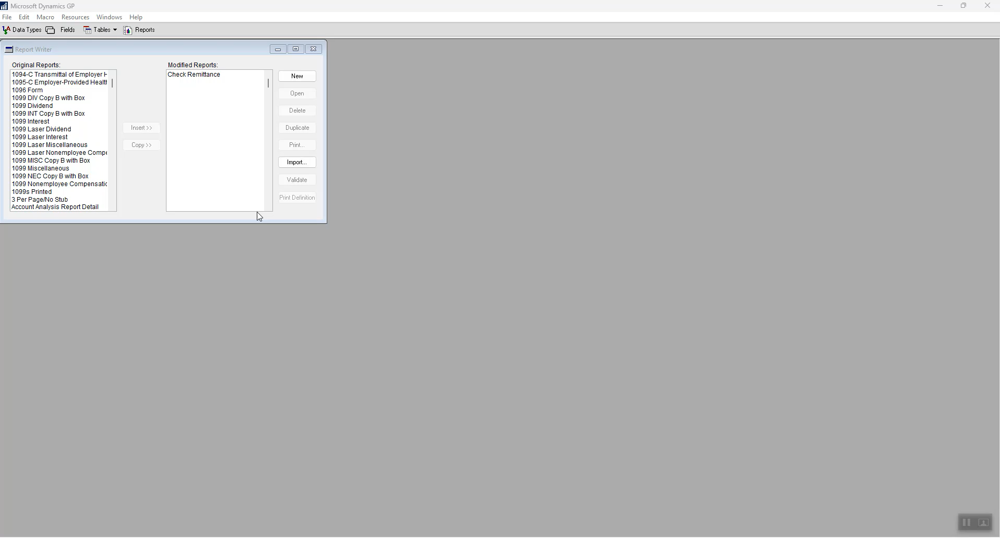 Microsoft Dynamics GP
File Edit Macro Resources Windows Help
Data Types Fields Tables Reports
Report Writer
Original Reports:
1094-C Transmittal of Employer H
1095-C Employer-Provided Healtl
1096 Form
1099 DIV Copy B with Box
1099 Dividend
1099 INT Copy B with Box
1099 Interest
1099 Laser Dividend
1099 Laser Interest
1099 Laser Miscellaneous
1099 Laser Nonemployee Compe
1099 MISC Copy B with Box
1099 Miscellaneous
1099 NEC Copy B with Box
1099 Nonemployee Compensatic
1099s Printed
3 Per Page/No Stub
Account Analysis Report Detail
Insert >>
Copy >>
Modified Reports:
Check Remittance
New
Open
Delete
Duplicate
Print...
Import...
Validate
Print Definition